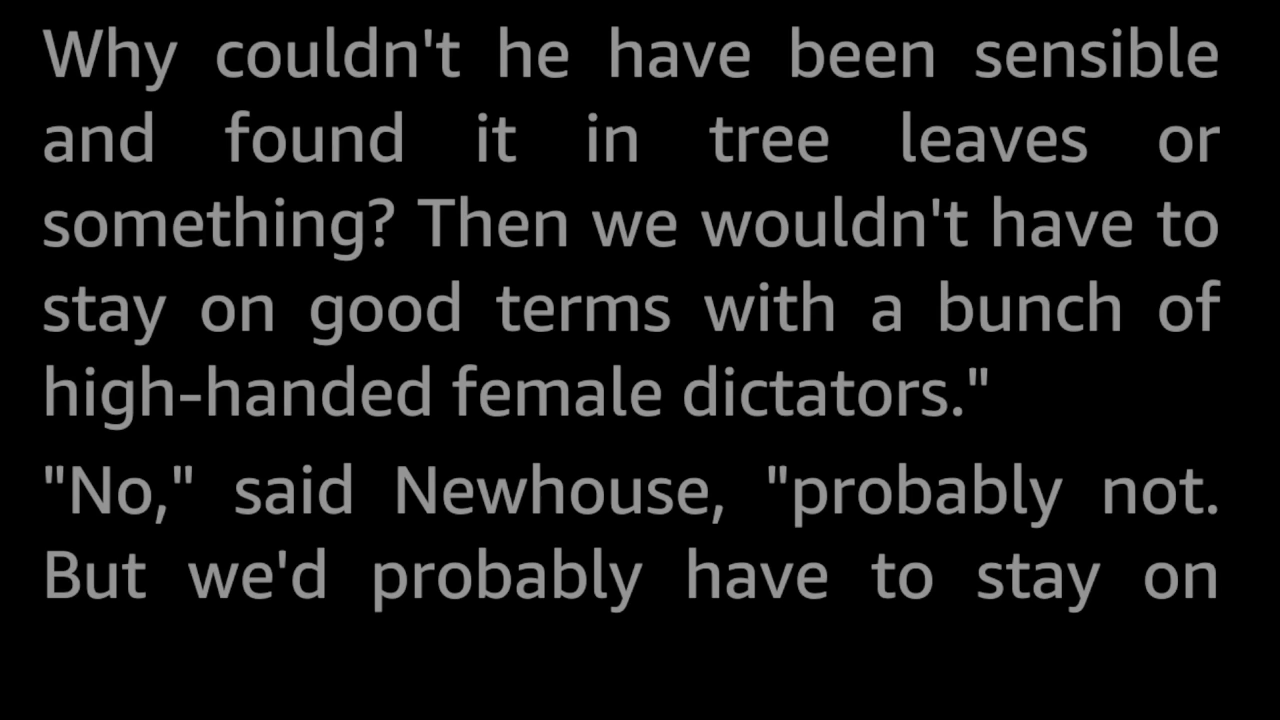 Why couldn't he have been sensible
and found it in tree leaves or
something? Then we wouldn't have to
stay on good terms with a bunch of
high-handed female dictators."
"No," said Newhouse, "probably not.
But we'd probably have to stay on